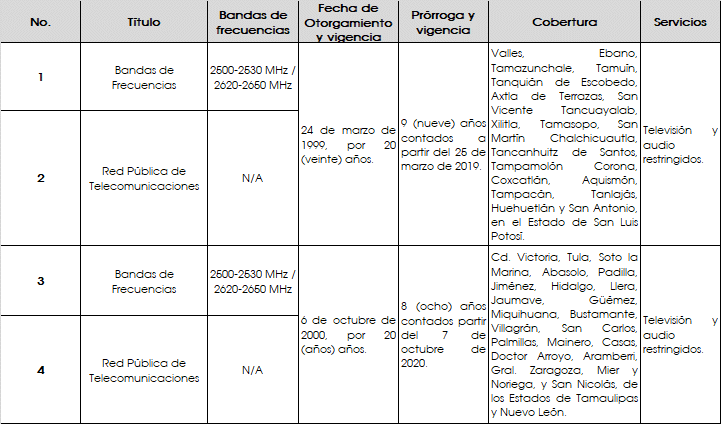 No.
Título
Bandas de
frecuencias
Fecha de
Otorgamiento
y vigencia
Prórroga y
vigencia
Cobertura
Servicios
1
Bandas de
Frecuencias
2500-2530 MHz /
2620-2650 MHz
2
Red Pública de
Telecomunicaciones
N/A
24 de marzo de
1999, por 20
(veinte) años.
9 (nueve) años
contados a
partir del 25 de
marzo de 2019.
Valles, Ebano,
Tamazunchale, Tamuín,
Tanquián de Escobedo,
Axtla de Terrazas, San
Vicente Tancuayalab,
Xilitla, Tamasopo, San
Martín Chalchicuautla,
Tancanhuitz de Santos,
Tampamolón Corona,
Coxcatlán, Aquismón,
Tampacán, Tanlajás,
Huehuetlán y San Antonio,
en el Estado de San Luis
Potosí.
Televisión y
audio
restringidos.
3
Bandas de
Frecuencias
2500-2530 MHz /
2620-2650 MHz
4
Red Pública de
Telecomunicaciones
N/A
6 de octubre de
2000, por 20
(años) años.
8 (ocho) años
contados partir
del 7 de
octubre de
2020.
Cd. Victoria, Tula, Soto la
Marina, Abasolo, Padilla,
Jiménez, Hidalgo, Llera,
Jaumave, Güémez,
Miquihuana, Bustamante,
Villagrán, San Carlos,
Palmillas, Mainero, Casas,
Doctor Arroyo, Aramberri,
Gral. Zaragoza, Mier y
Noriega, y San Nicolás, de
los Estados de Tamaulipas
y Nuevo León.
Televisión y
audio
restringidos.